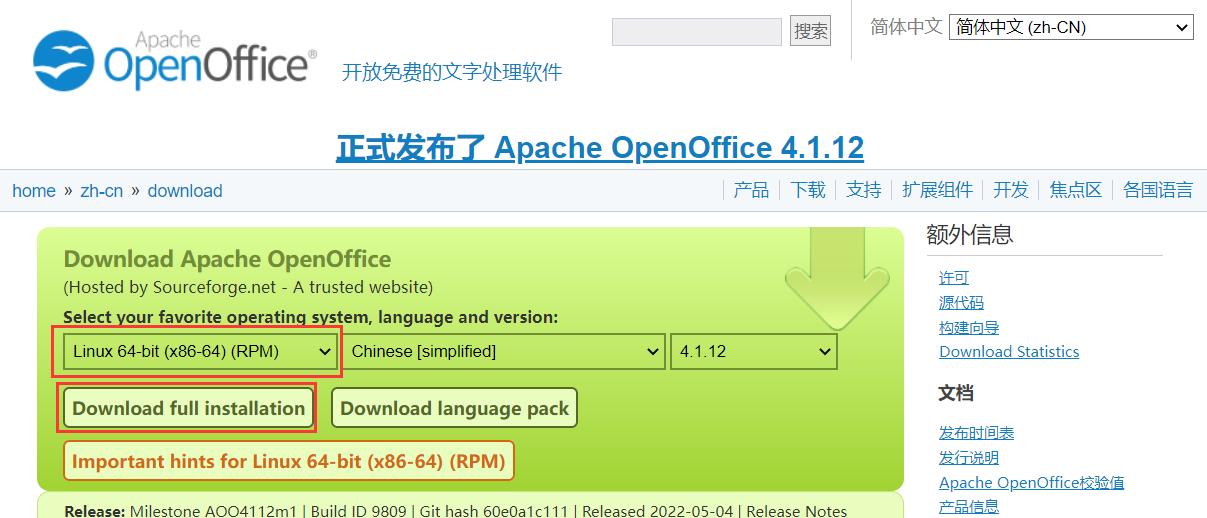 Apache
OpenOffice®
开放免费的文字处理软件
搜索
简体中文 简体中文 (zh-CN)
正式发布了 Apache OpenOffice 4.1.12
home » zh-cn » download
产品 下载 支持 扩展组件 开发 焦点区 各国语言
Download Apache OpenOffice
(Hosted by Sourceforge.net - A trusted website)
Select your favorite operating system, language and version:
Linux 64-bit (x86-64) (RPM) Chinese [simplified] 4.1.12
Download full installation Download language pack
Important hints for Linux 64-bit (x86-64) (RPM)
Release: Milestone AOO4112m1 | Build ID 9809 | Git hash 60e0a1c111 | Released 2022-05-04 | Release Notes
额外信息
许可
源代码
构建向导
Download Statistics
文档
发布时间表
发行说明
Apache OpenOffice校验值
产品信息